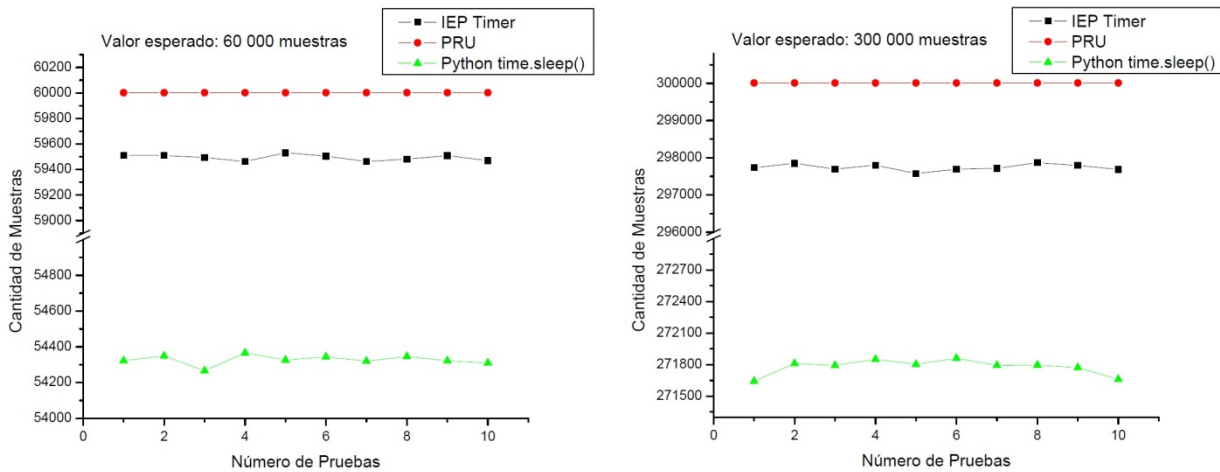 IEP Timer
PRU
Python time.sleep()
Valor esperado: 60 000 muestras
60200
60000
59800
59600
59400
59200
59000
54800
54600
54400
54200
54000
0
2
4
6
8
10
Cantidad de Muestras
Número de Pruebas
IEP Timer
PRU
Python time.sleep()
Valor esperado: 300 000 muestras
300000
299000
298000
297000
296000
272700
272400
272100
271800
271500
0
2
4
6
8
10
Cantidad de Muestras
Número de Pruebas